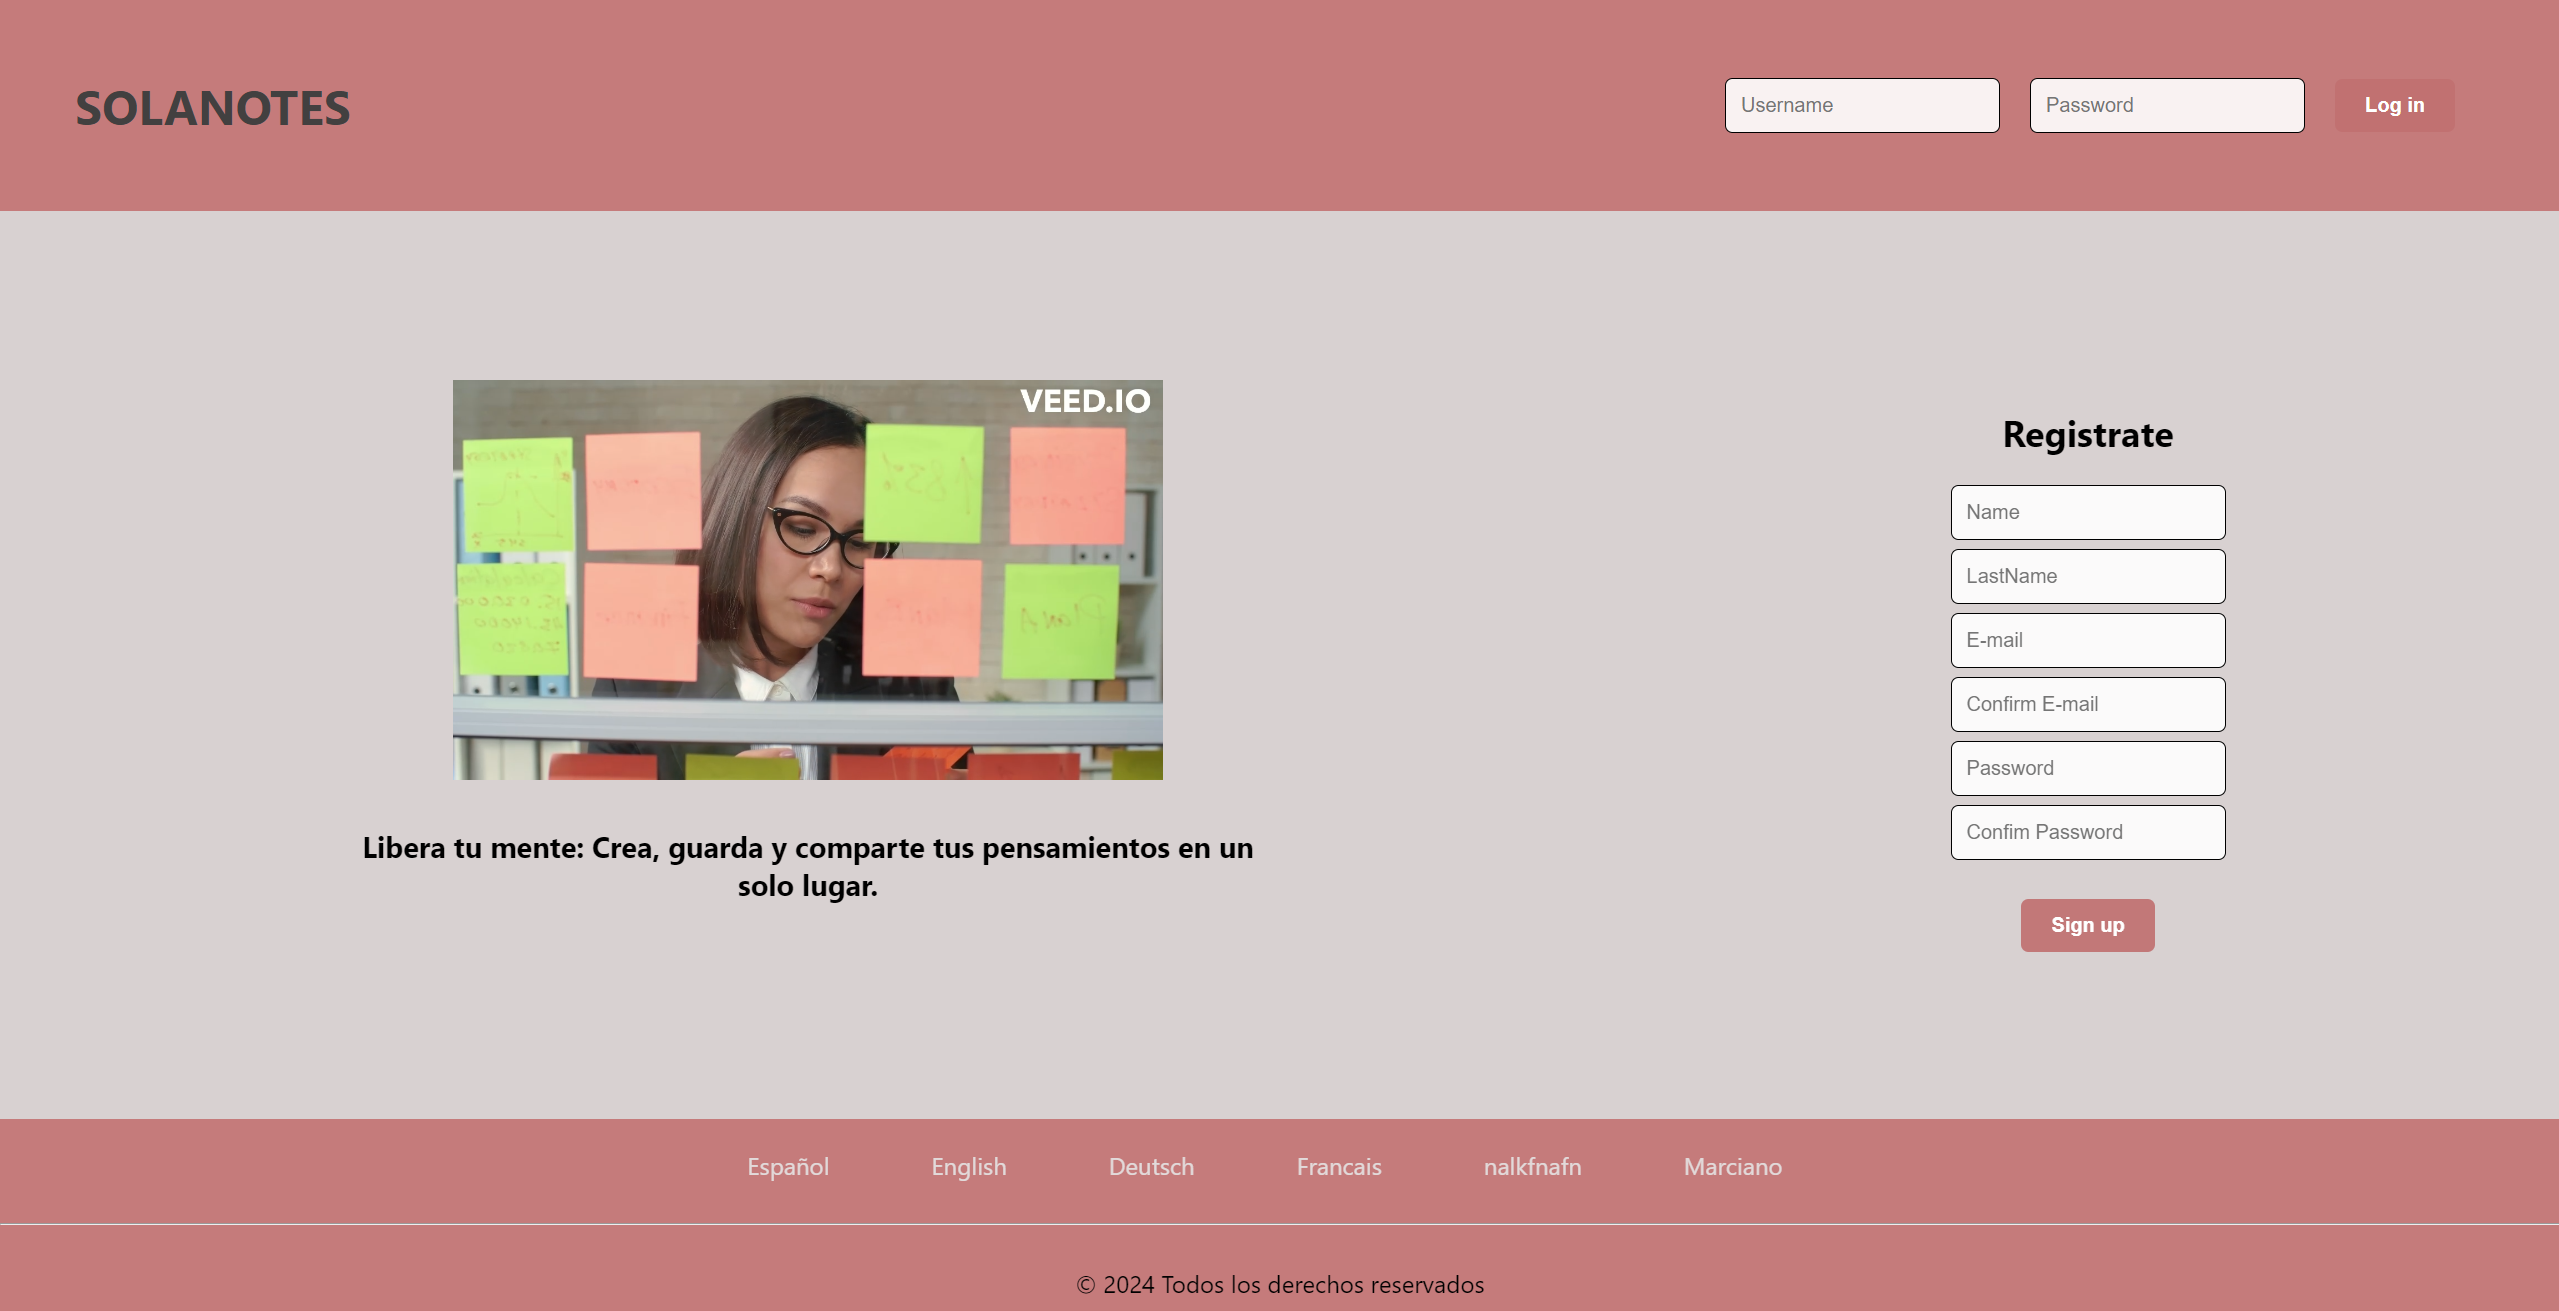 SOLANOTES
Username
Password
Log in
VEED.IO
Registrate
Name
LastName
E-mail
Confirm E-mail
Password
Confim Password
Sign up
Libera tu mente: Crea, guarda y comparte tus pensamientos en un
solo lugar.
Español
English
Deutsch
Francais
nalkfnafn
Marciano
© 2024 Todos los derechos reservados